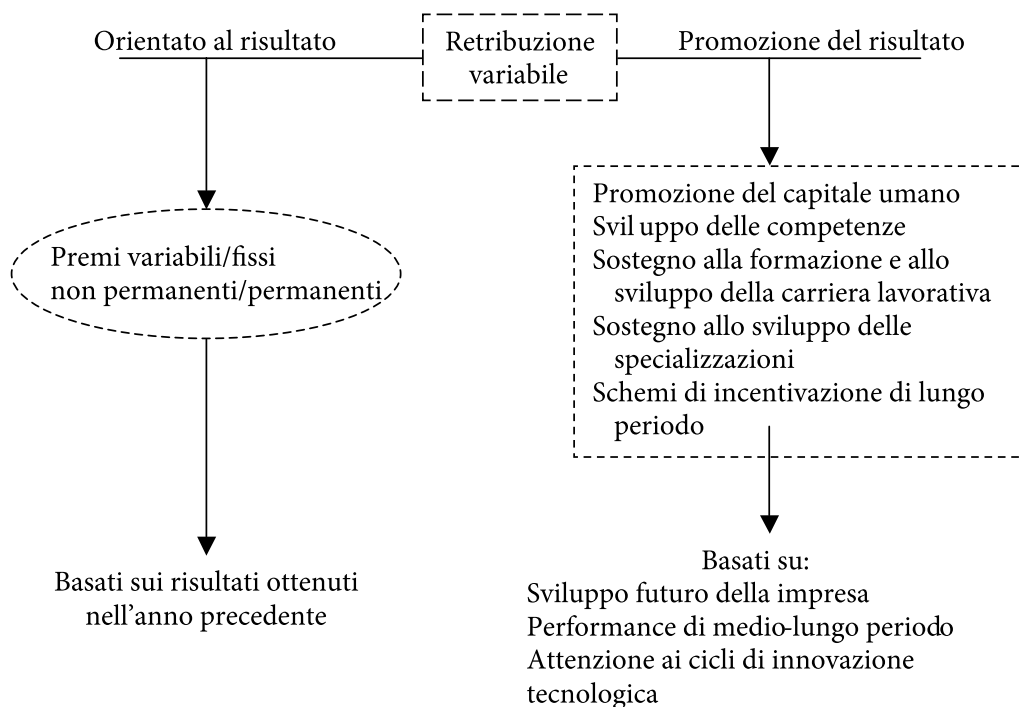 Orientato al risultato
Retribuzione
variabile
Promozione del risultato
Premi variabili/fissi
non permanenti/permanenti
Promozione del capitale umano
Sviluppo delle competenze
Sostegno alla formazione e allo
sviluppo della carriera lavorativa
Sostegno allo sviluppo delle
specializzazioni
Schemi di incentivazione di lungo
periodo
Basati sui risultati ottenuti
nell'anno precedente
Basati su:
Sviluppo futuro della impresa
Performance di medio-lungo periodo
Attenzione ai cicli di innovazione
tecnologica